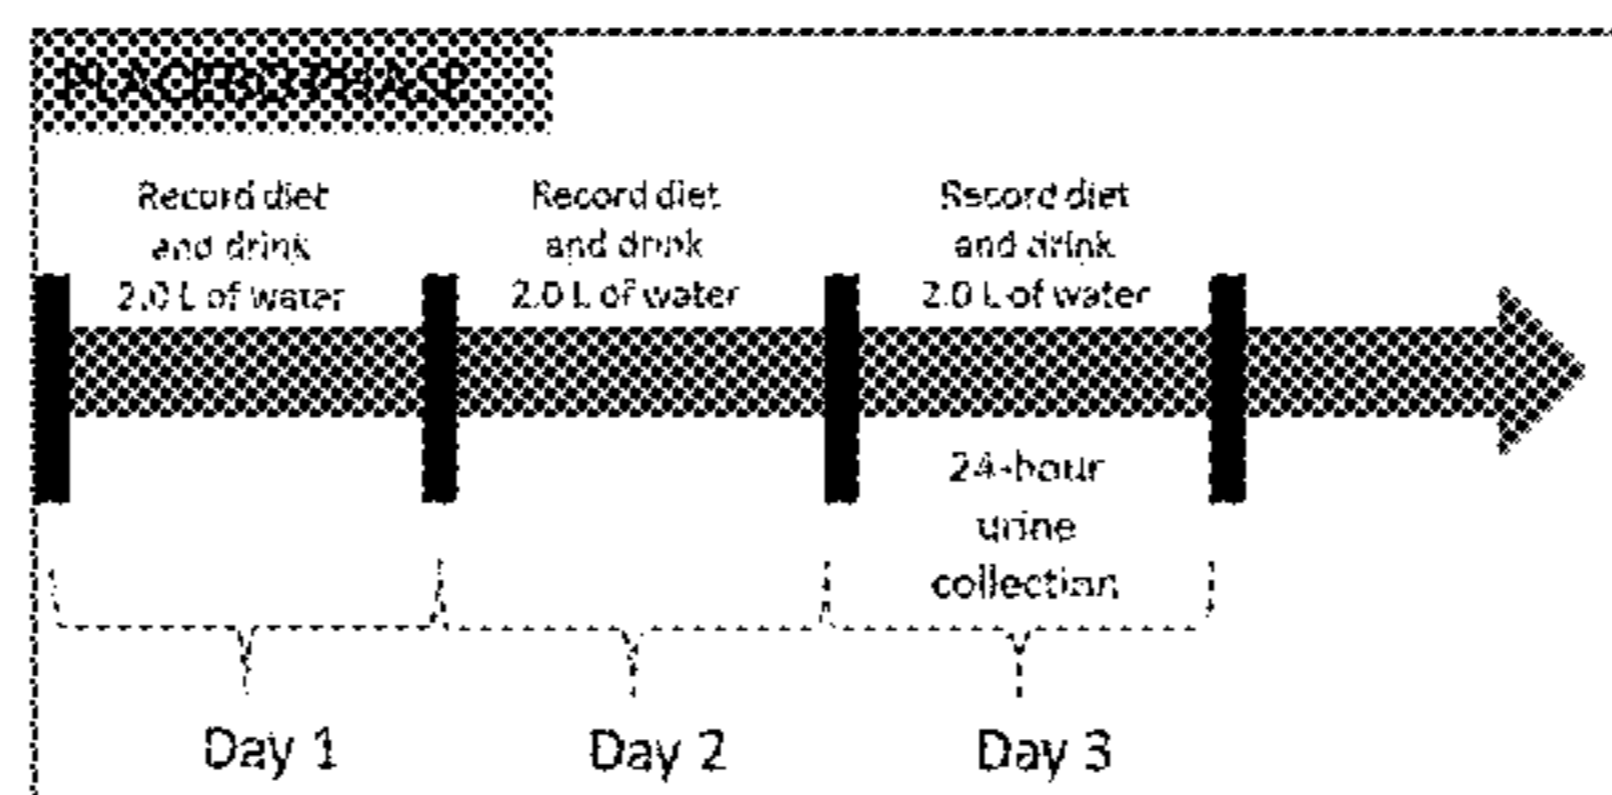 PLACEBO PHASE
Record diet
and drink
2.0 L of water
Record diet
and drink
2.0 L of water
Record diet
and drink
2.0 L of water
24-hour
urine
collection
Day 1
Day 2
Day 3